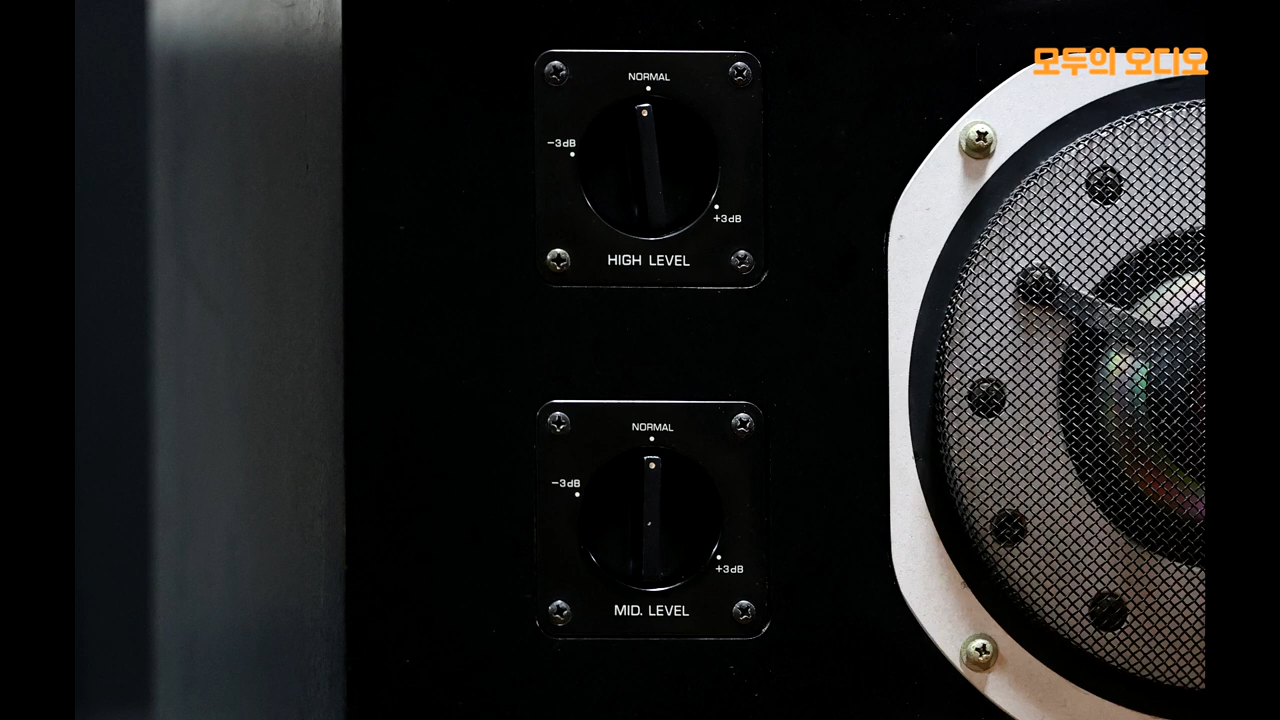 모두의 오디오
NORMAL
-3dB
+3dB
HIGH LEVEL
NORMAL
-3dB
+3dB
MID. LEVEL